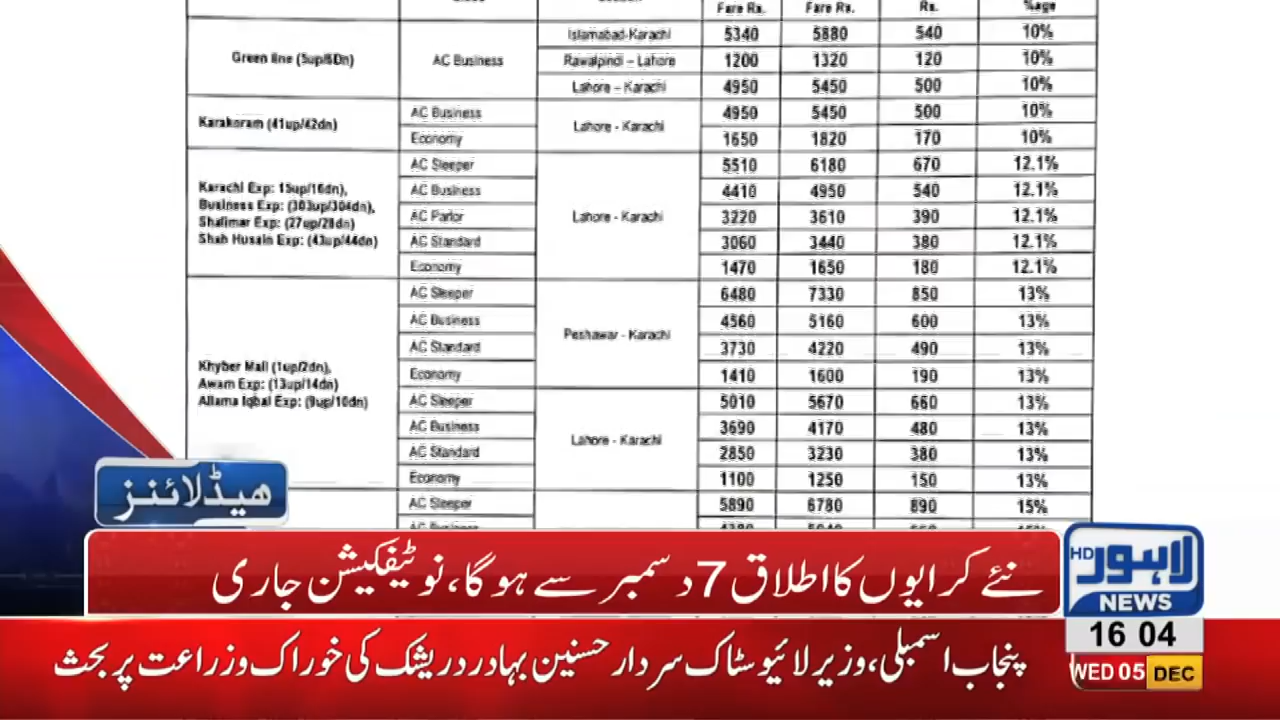 Fare Rs. Fare Rs. Rs. %age
Green line (5up/6Dn) AC Business Islamabad-Karachi 5340 5880 540 10%
Rawalpindi – Lahore 1200 1320 120 10%
Lahore – Karachi 4950 5450 500 10%
Karakoram (41up/42dn) AC Business Lahore - Karachi 4950 5450 500 10%
Economy 1650 1820 170 10%
Karachi Exp: 15up/16dn),
Business Exp: (303up/304dn),
Shalimar Exp: (27up/28dn)
Shah Husain Exp: (43up/44dn)
Lahore - Karachi
AC Sleeper 5510 6180 670 12.1%
AC Business 4410 4950 540 12.1%
AC Parlor 3220 3610 390 12.1%
AC Standard 3060 3440 380 12.1%
Economy 1470 1650 180 12.1%
Khyber Mail (1up/2dn),
Awam Exp: (13up/14dn)
Allama Iqbal Exp: (9up/10dn)
Peshawar - Karachi
AC Sleeper 6480 7330 850 13%
AC Business 4560 5160 600 13%
AC Standard 3730 4220 490 13%
Economy 1410 1600 190 13%
Lahore - Karachi
AC Sleeper 5010 5670 660 13%
AC Business 3690 4170 480 13%
AC Standard 2850 3230 380 13%
Economy 1100 1250 150 13%
AC Sleeper 5890 6780 890 15%
ہیڈلائنز
نئے کرایوں کا اطلاق 7 دسمبر سے ہوگا، نوٹیفکیشن جاری
لاہور HD
NEWS
16 04
WED 05 DEC
پنجاب اسمبلی، وزیر لائیوسٹاک سردار حسنین بہادر دریشک کی خوراک و زراعت پر بحث